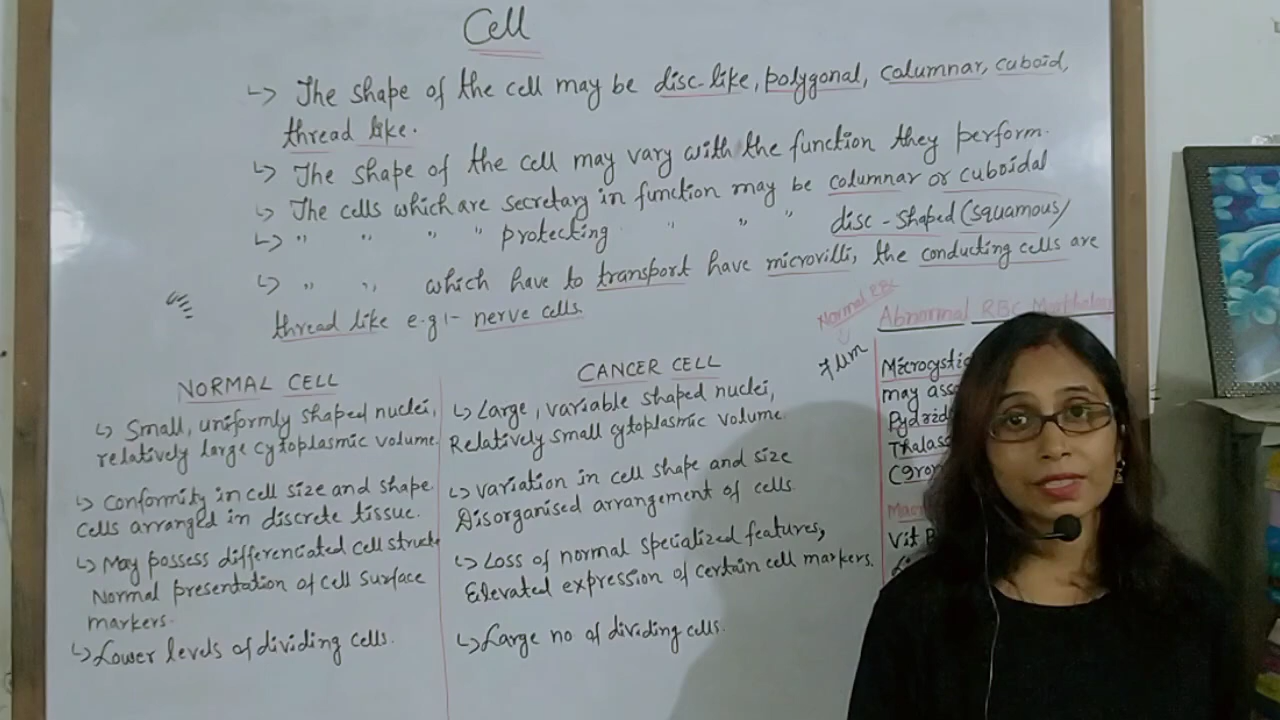 Cell
↳ The shape of the cell may be disc like, polygonal, columnar, cuboid,
thread like.
↳ The shape of the cell may vary with the function they perform.
↳ The cells which are secretary in function may be columnar or cuboidal
↳ " " " " protecting " " " disc-shaped (squamous)
↳ " " which have to transport have microvilli, the conducting cells are
thread like e.g:- nerve cells.
NORMAL CELL
↳ Small, uniformly shaped nuclei,
relatively large cytoplasmic volume.
↳ conformity in cell size and shape.
cells arranged in discrete tissue.
↳ May possess differenciated cell struct
Normal presentation of cell surface
markers.
↳ Lower levels of dividing cells.
CANCER CELL
↳ Large, variable shaped nuclei,
Relatively small cytoplasmic volume.
↳ variation in cell shape and size
Disorganised arrangement of cells.
↳ Loss of normal specialized features,
Elevated expression of certain cell markers.
↳ Large no of dividing cells.
Normal RBC
7 µm
Abnormal RBC
Microcystic
may
Vit B